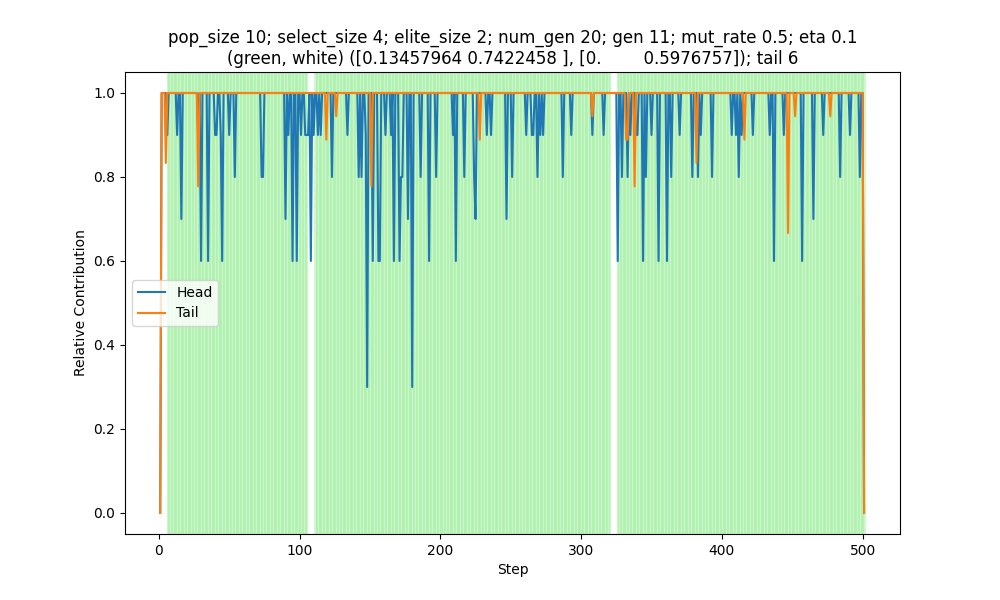 pop_size 10; select_size 4; elite_size 2; num_gen 20; gen 11; mut_rate 0.5; eta 0.1
(green, white) ([0.13457964 0.7422458 ], [0.        0.5976757]); tail 6
1.0
0.8
0.6
0.4
0.2
0.0
Relative Contribution
Head
Tail
0
100
200
300
400
500
Step